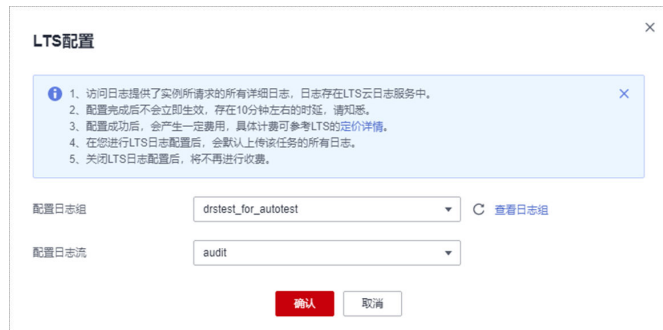 LTS配置
1、访问日志提供了实例所请求的所有详细日志，日志存在LTS云日志服务中。
2、配置完成后不会立即生效，存在10分钟左右的时延，请知悉。
3、配置成功后，会产生一定费用，具体计费可参考LTS的定价详情。
4、在您进行LTS日志配置后，会默认上传该任务的所有日志。
5、关闭LTS日志配置后，将不再进行收费。
配置日志组 drstest_for_autotest 查看日志组
配置日志流 audit
确认 取消